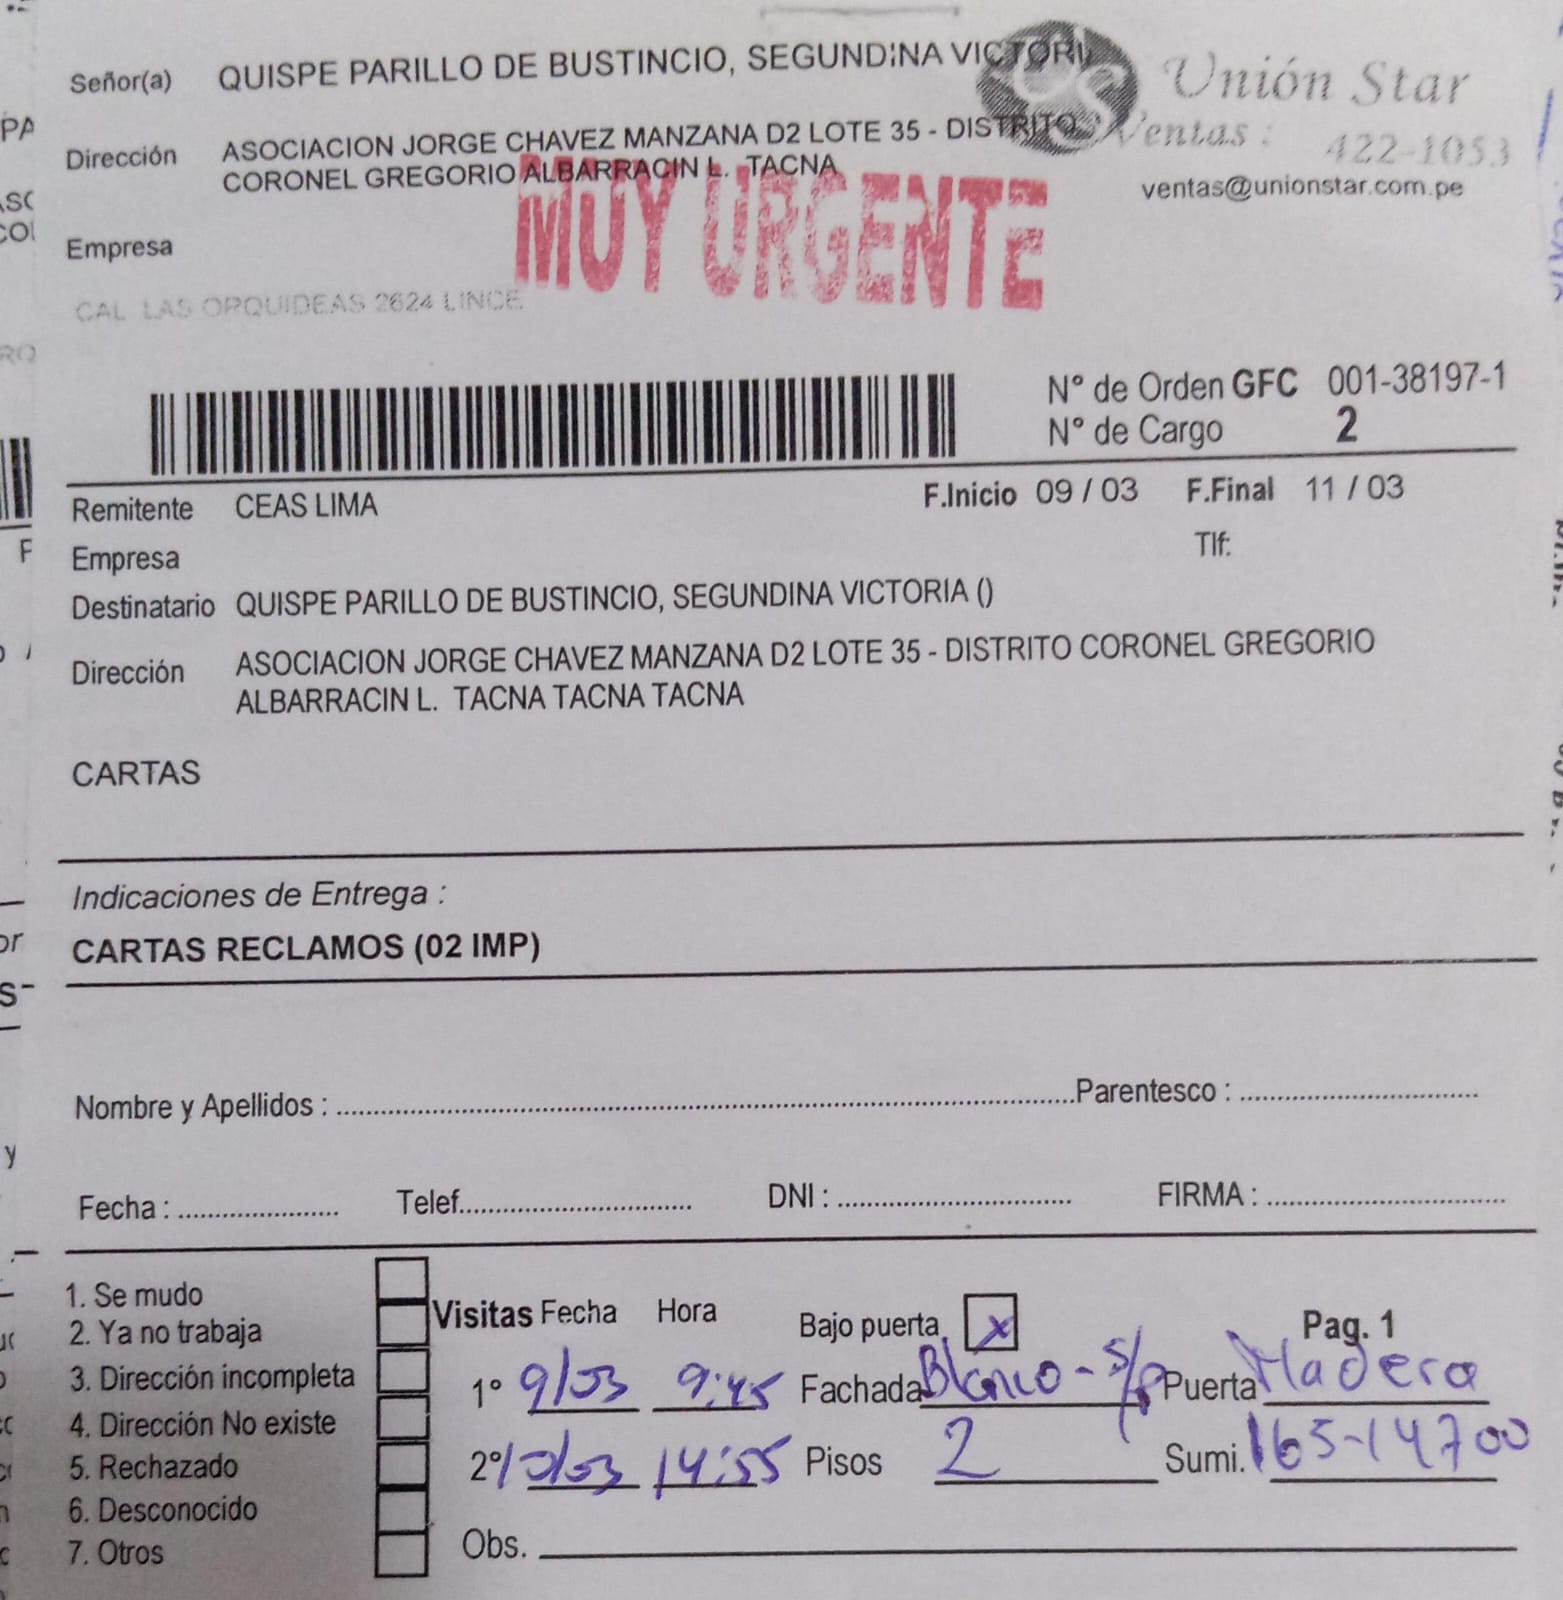 Señor(a) QUISPE PARILLO DE BUSTINCIO, SEGUNDINA VICTORI
Unión Star
Ventas : 422-1053
ventas@unionstar.com.pe
Dirección ASOCIACION JORGE CHAVEZ MANZANA D2 LOTE 35 - DISTRITO
CORONEL GREGORIO ALBARRACIN L. TACNA
MUY URGENTE
Empresa
CAL LAS ORQUIDEAS 2624 LINCE
N° de Orden GFC 001-38197-1
N° de Cargo 2
Remitente CEAS LIMA F.Inicio 09 / 03 F.Final 11 / 03
Empresa Tlf:
Destinatario QUISPE PARILLO DE BUSTINCIO, SEGUNDINA VICTORIA ()
Dirección ASOCIACION JORGE CHAVEZ MANZANA D2 LOTE 35 - DISTRITO CORONEL GREGORIO
ALBARRACIN L. TACNA TACNA TACNA
CARTAS
Indicaciones de Entrega :
CARTAS RECLAMOS (02 IMP)
Nombre y Apellidos : Parentesco :
Fecha : Telef. DNI : FIRMA :
1. Se mudo
2. Ya no trabaja
3. Dirección incompleta
4. Dirección No existe
5. Rechazado
6. Desconocido
7. Otros
Visitas Fecha Hora Bajo puerta x Pag. 1
1° 9/03 9:45 Fachada Blanco - S/P Puerta Madera
2° 10/03 14:55 Pisos 2 Sumi. 165-14700
Obs.